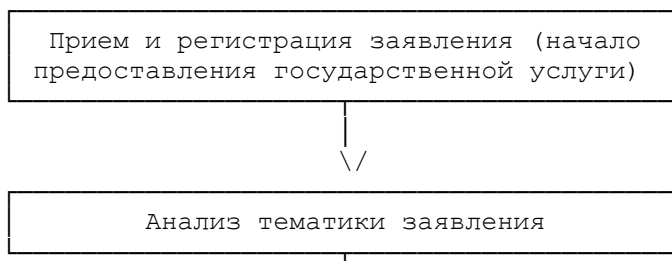 Прием и регистрация заявления (начало
предоставления государственной услуги)
\/
Анализ тематики заявления